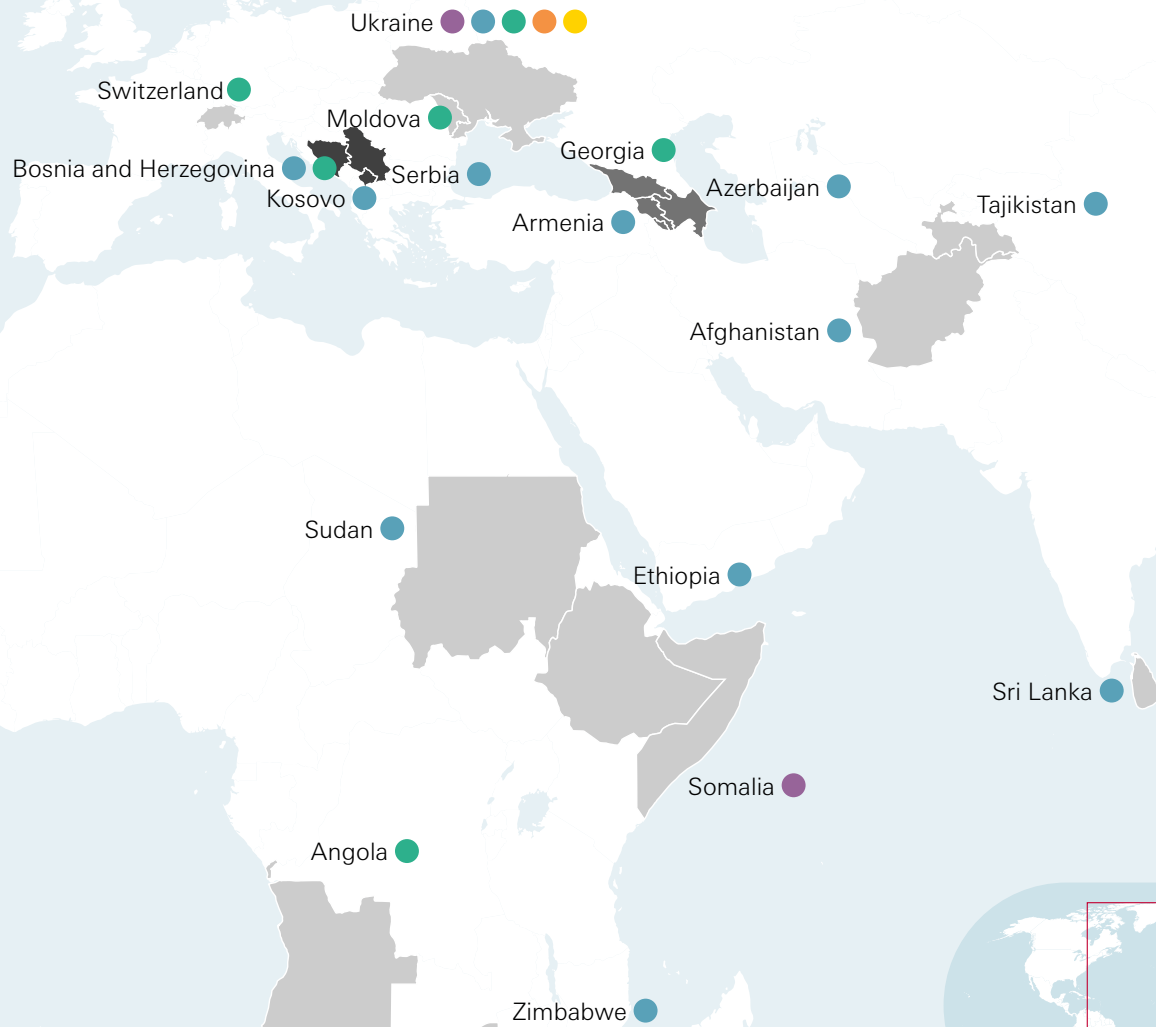 Ukraine
Switzerland
Moldova
Georgia
Bosnia and Herzegovina
Serbia
Azerbaijan
Kosovo
Tajikistan
Armenia
Afghanistan
Sudan
Ethiopia
Sri Lanka
Somalia
Angola
Zimbabwe